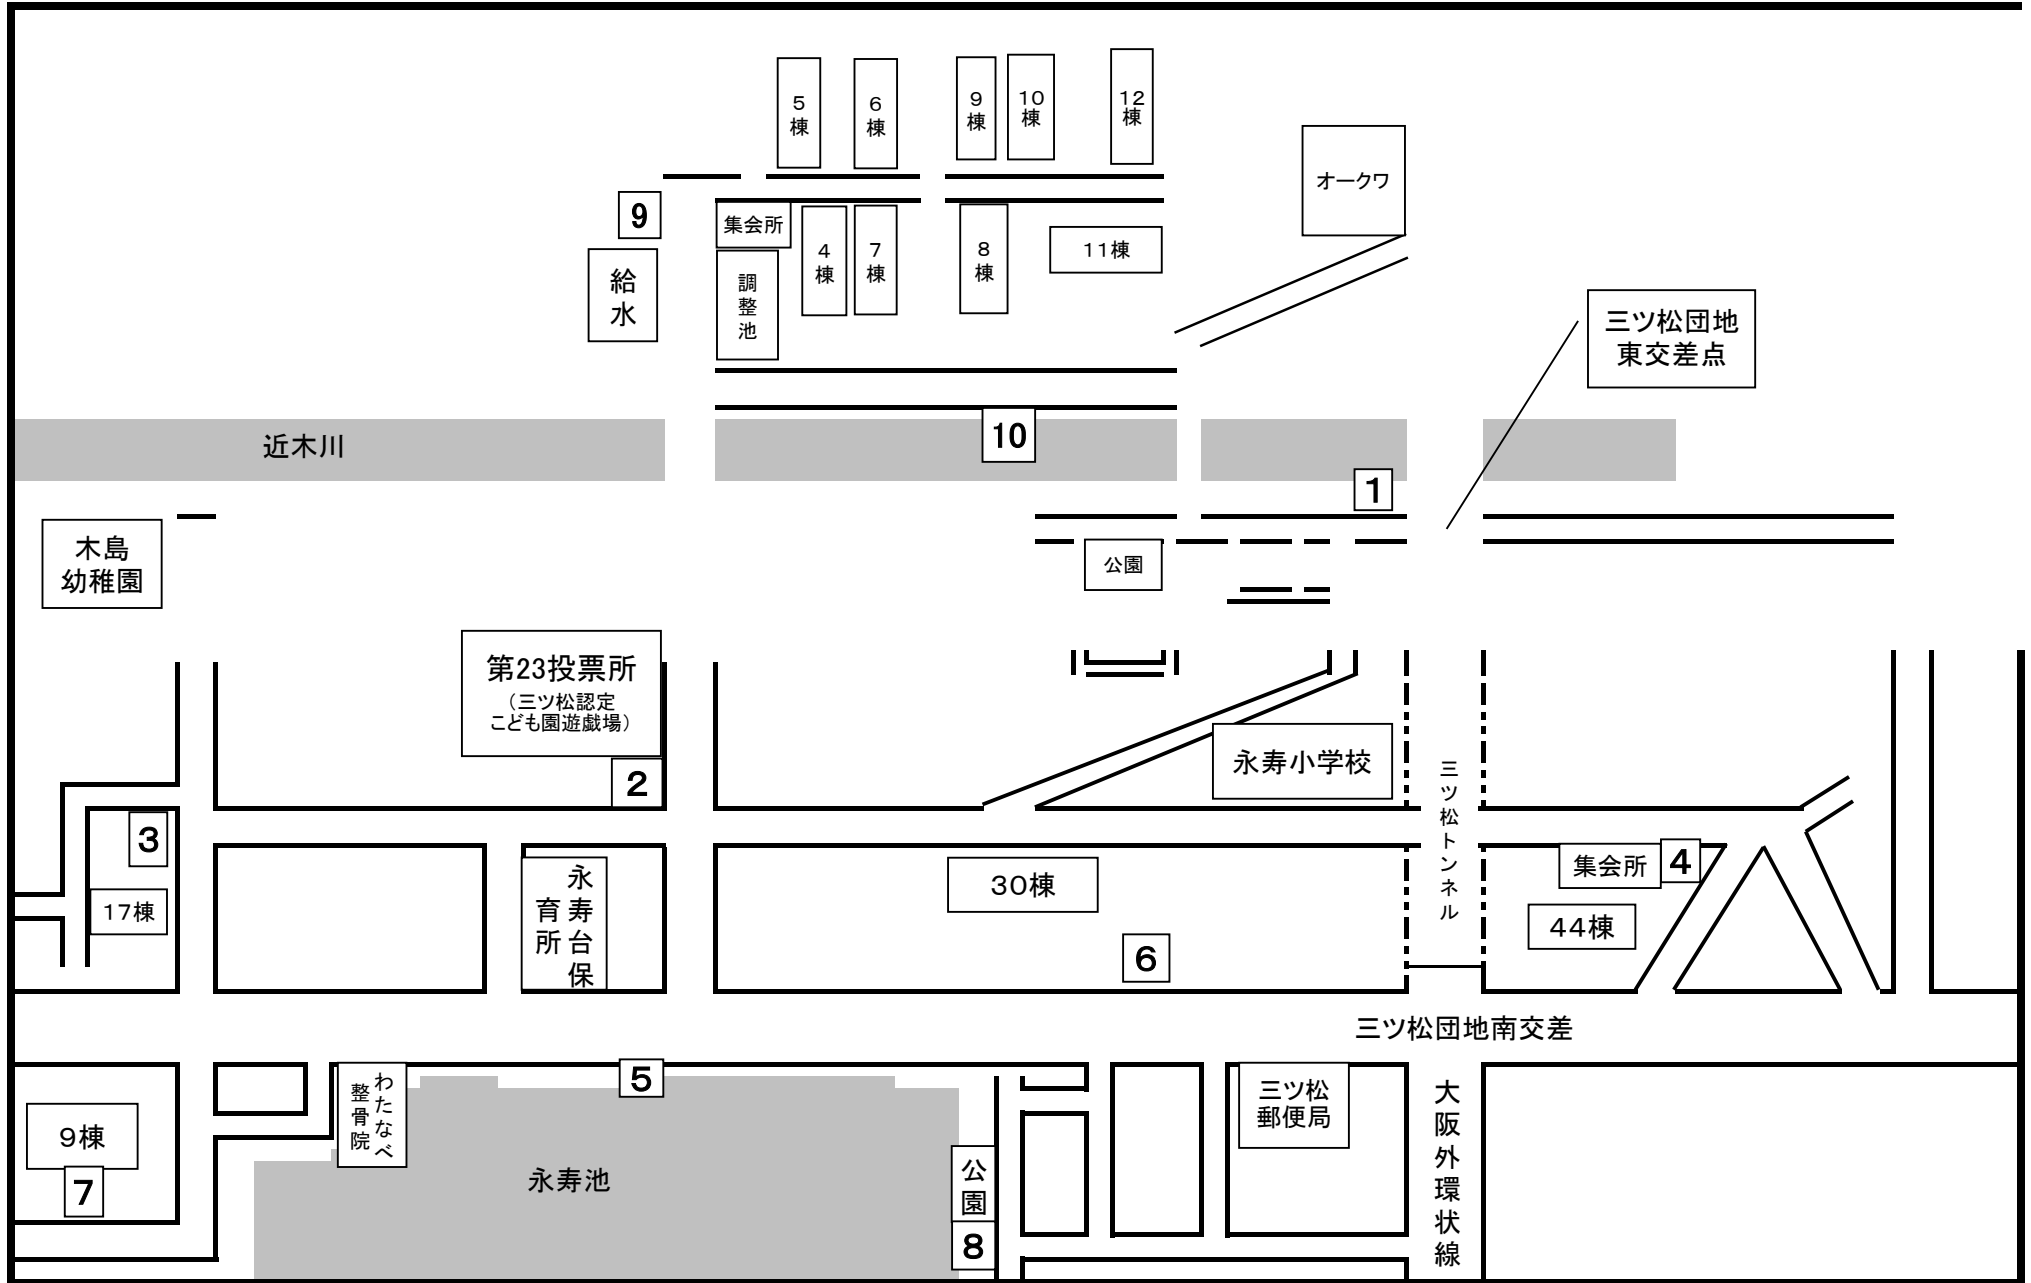 5棟
6棟
9棟
10棟
12棟
オークワ
9
集会所
4棟
7棟
8棟
11棟
給水
調整池
三ツ松団地
東交差点
近木川
10
1
木島
幼稚園
公園
第23投票所
（三ツ松認定
こども園遊戯場）
2
永寿小学校
三ツ松トンネル
3
17棟
永寿台保
育所
30棟
6
集会所
4
44棟
三ツ松団地南交差
5
わたなべ
整骨院
9棟
7
永寿池
公園
8
三ツ松
郵便局
大阪外環状線